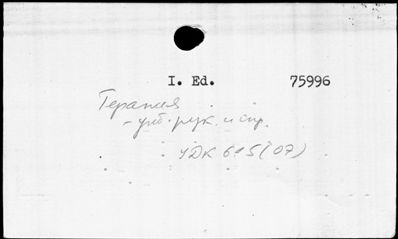 I. Ed. 75996
Терапия
- уч. рук. и спр.
УДК 615(07)